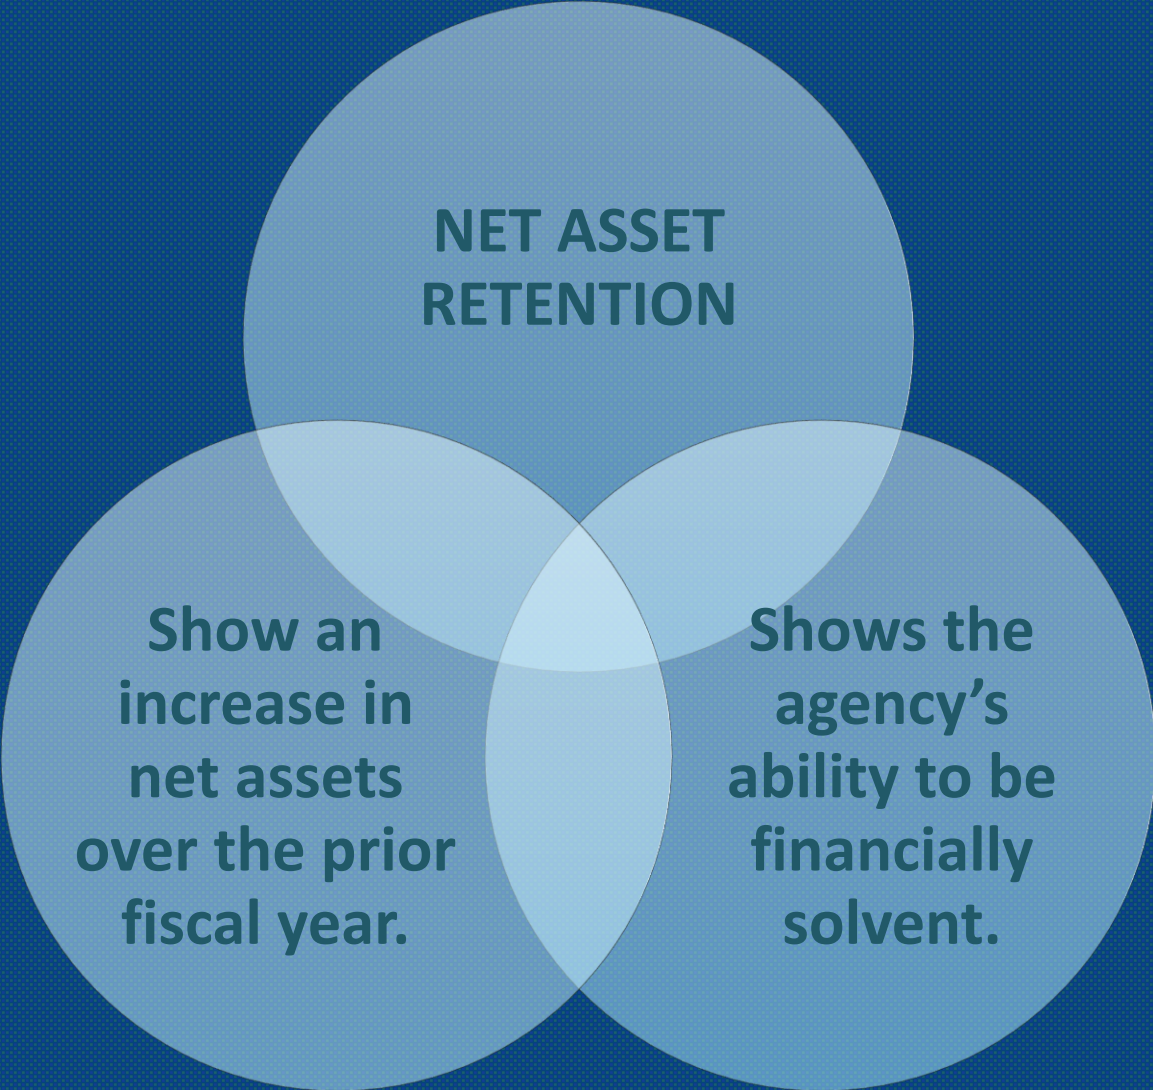 NET ASSET
RETENTION
Show an
increase in
net assets
over the prior
fiscal year.
Shows the
agency’s
ability to be
financially
solvent.